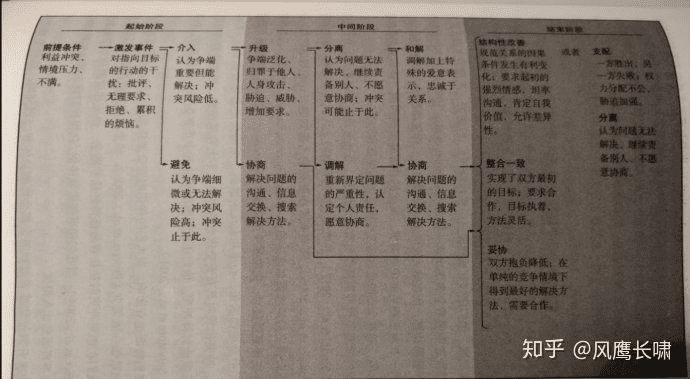 起始阶段
中间阶段
结束阶段
前提条件
利益冲突、
情境压力、
不满。
激发事件
对指向目标
的行动的干
扰：批评、
无理要求、
拒绝、累积
的烦恼。
介入
认为争端
重要但能
解决；冲
突风险低。
避免
认为争端细
微或无法解
决；冲突风
险高；冲突
止于此。
升级
争端泛化、
归罪于他人、
人身攻击、
胁迫、威胁、
增加要求。
协商
解决问题的
沟通、信息
交换、搜索
解决方法。
分离
认为问题无法
解决、继续责
备别人、不愿
意协商；冲突
可能止于此。
调解
重新界定问题
的严重性，认
定个人责任，
愿意协商。
和解
调解加上特
殊的爱意表
示，忠诚于
关系。
协商
解决问题的
沟通、信息
交换、搜索
解决方法。
结构性改善
规范关系的因果
条件发生有利变
化；要求起初的
强烈情感、坦率
沟通，肯定自我
价值、允许差异
性。
或者
支配
一方胜出，另
一方失败；权
力分配不公、
胁迫加强。
分离
认为问题无法
解决、继续责
备别人、不愿
意协商。
整合一致
实现了双方最初
的目标；要求合
作，目标执着、
方法灵活。
妥协
双方抱负降低；在
单纯的竞争情境下
得到最好的解决方
法，需要合作。
知乎 @风鹰长啸